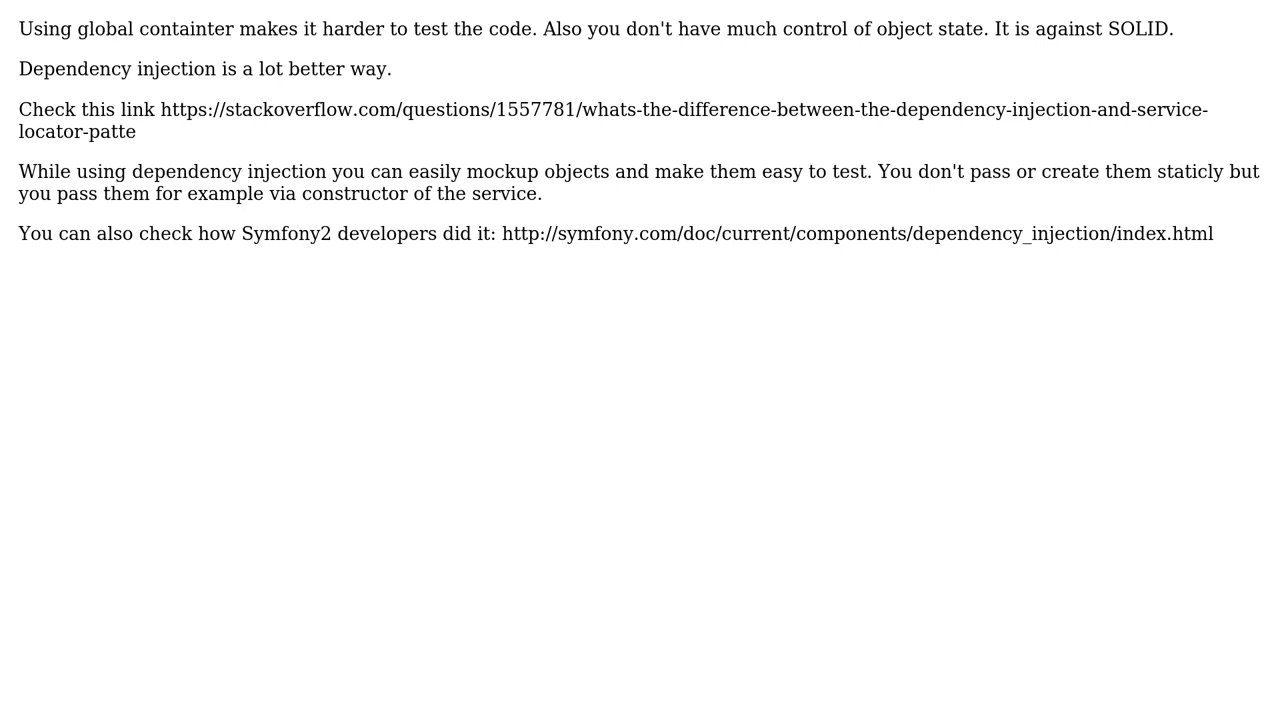 Using global containter makes it harder to test the code. Also you don't have much control of object state. It is against SOLID.
Dependency injection is a lot better way.
Check this link https://stackoverflow.com/questions/1557781/whats-the-difference-between-the-dependency-injection-and-service-
locator-patte
While using dependency injection you can easily mockup objects and make them easy to test. You don't pass or create them staticly but
you pass them for example via constructor of the service.
You can also check how Symfony2 developers did it: http://symfony.com/doc/current/components/dependency_injection/index.html